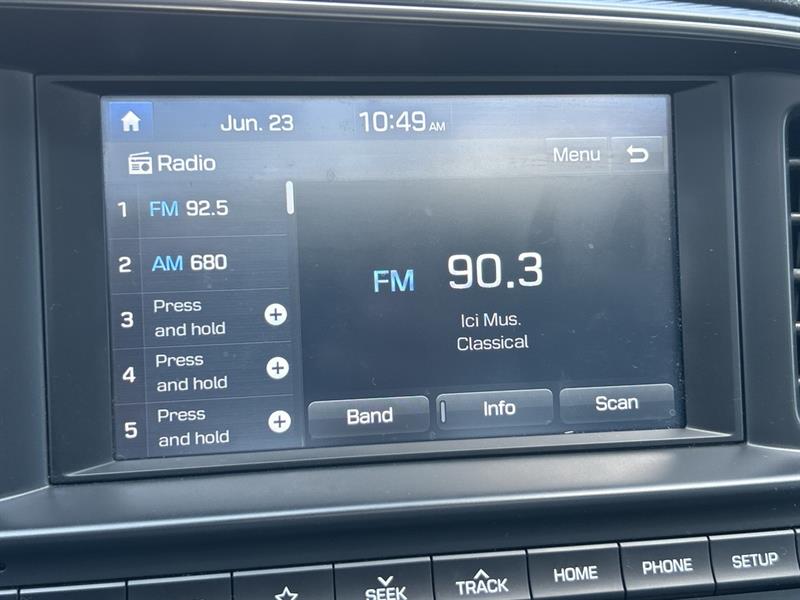 Jun. 23 10:49 AM
Radio
Menu
1 FM 92.5
2 AM 680
3 Press and hold
4 Press and hold
5 Press and hold
FM 90.3
Ici Mus.
Classical
Band Info Scan
SEEK TRACK HOME PHONE SETUP